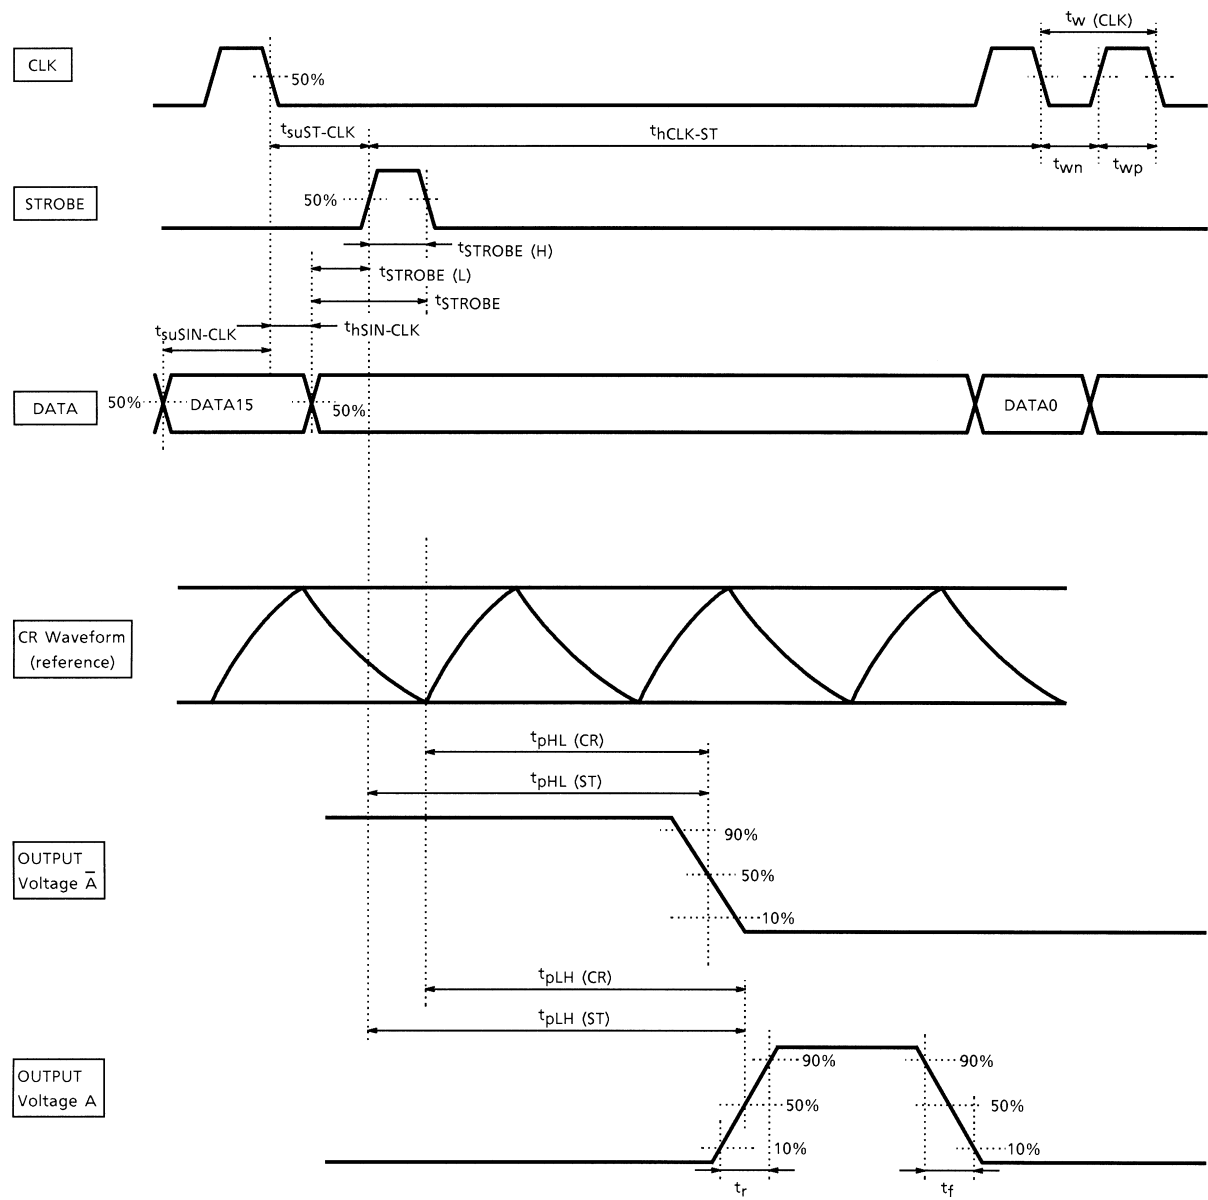 tw (CLK)
CLK
50%
tsuST-CLK
thCLK-ST
twn
twp
STROBE
50%
tSTROBE (H)
tSTROBE (L)
tSTROBE
tsuSIN-CLK
thSIN-CLK
DATA
50%
DATA15
50%
DATA0
CR Waveform
(reference)
tpHL (CR)
tpHL (ST)
90%
OUTPUT
Voltage A̅
50%
10%
tpLH (CR)
tpLH (ST)
OUTPUT
Voltage A
90%
90%
50%
50%
10%
10%
tr
tf